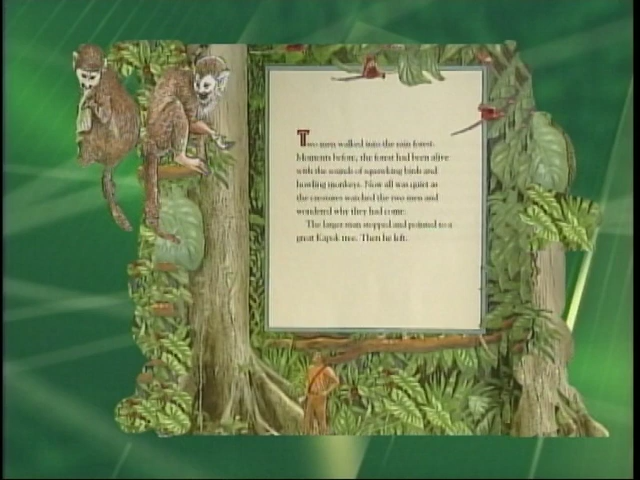 Two men walked into the rain forest.
Moments before, the forest had been alive
with the sounds of squawking birds and
howling monkeys. Now all was quiet as
the creatures watched the two men and
wondered why they had come.
The larger man stopped and pointed to a
great Kapok tree. Then he left.